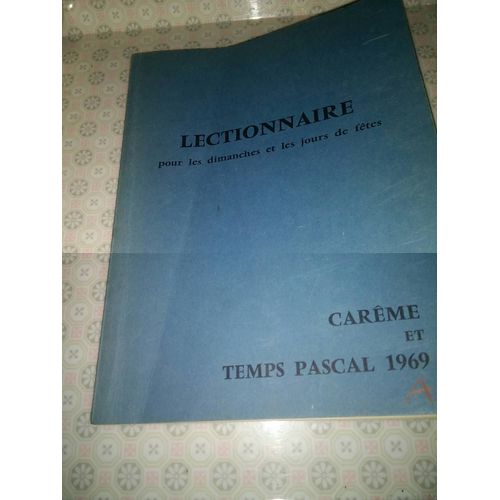 LECTIONNAIRE
pour les dimanches et les jours de fêtes
CARÊME
ET
TEMPS PASCAL 1969
A